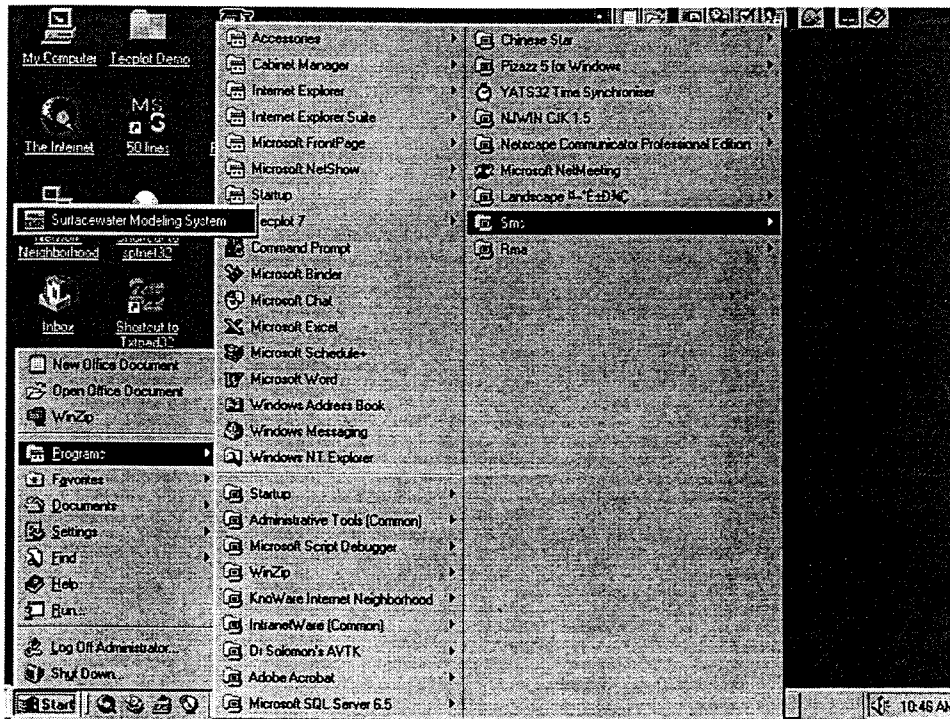 My Computer
Tecplot Demo
The Internet
MS
50 lines
Surfacewater Modeling System
Network
Neighborhood
Shortcut to
splnet32
Inbox
Shortcut to
Txtpad32
New Office Document
Open Office Document
WinZip
Programs
Favorites
Documents
Settings
Find
Help
Run...
Log Off Administrator...
Shut Down...
Start
Accessories
Cabinet Manager
Internet Explorer
Internet Explorer Suite
Microsoft FrontPage
Microsoft NetShow
Startup
Tecplot 7
Command Prompt
Microsoft Binder
Microsoft Chat
Microsoft Excel
Microsoft Schedule+
Microsoft Word
Windows Address Book
Windows Messaging
Windows NT Explorer
Startup
Administrative Tools (Common)
Microsoft Script Debugger
WinZip
KnoWare Internet Neighborhood
IntranetWare (Common)
Dr Solomon's AVTK
Adobe Acrobat
Microsoft SQL Server 6.5
Chinese Star
Pizazz 5 for Windows
YATS32 Time Synchroniser
NJWIN CJK 1.5
Netscape Communicator Professional Edition
Microsoft NetMeeting
Landscape
Sms
Rma
10:46